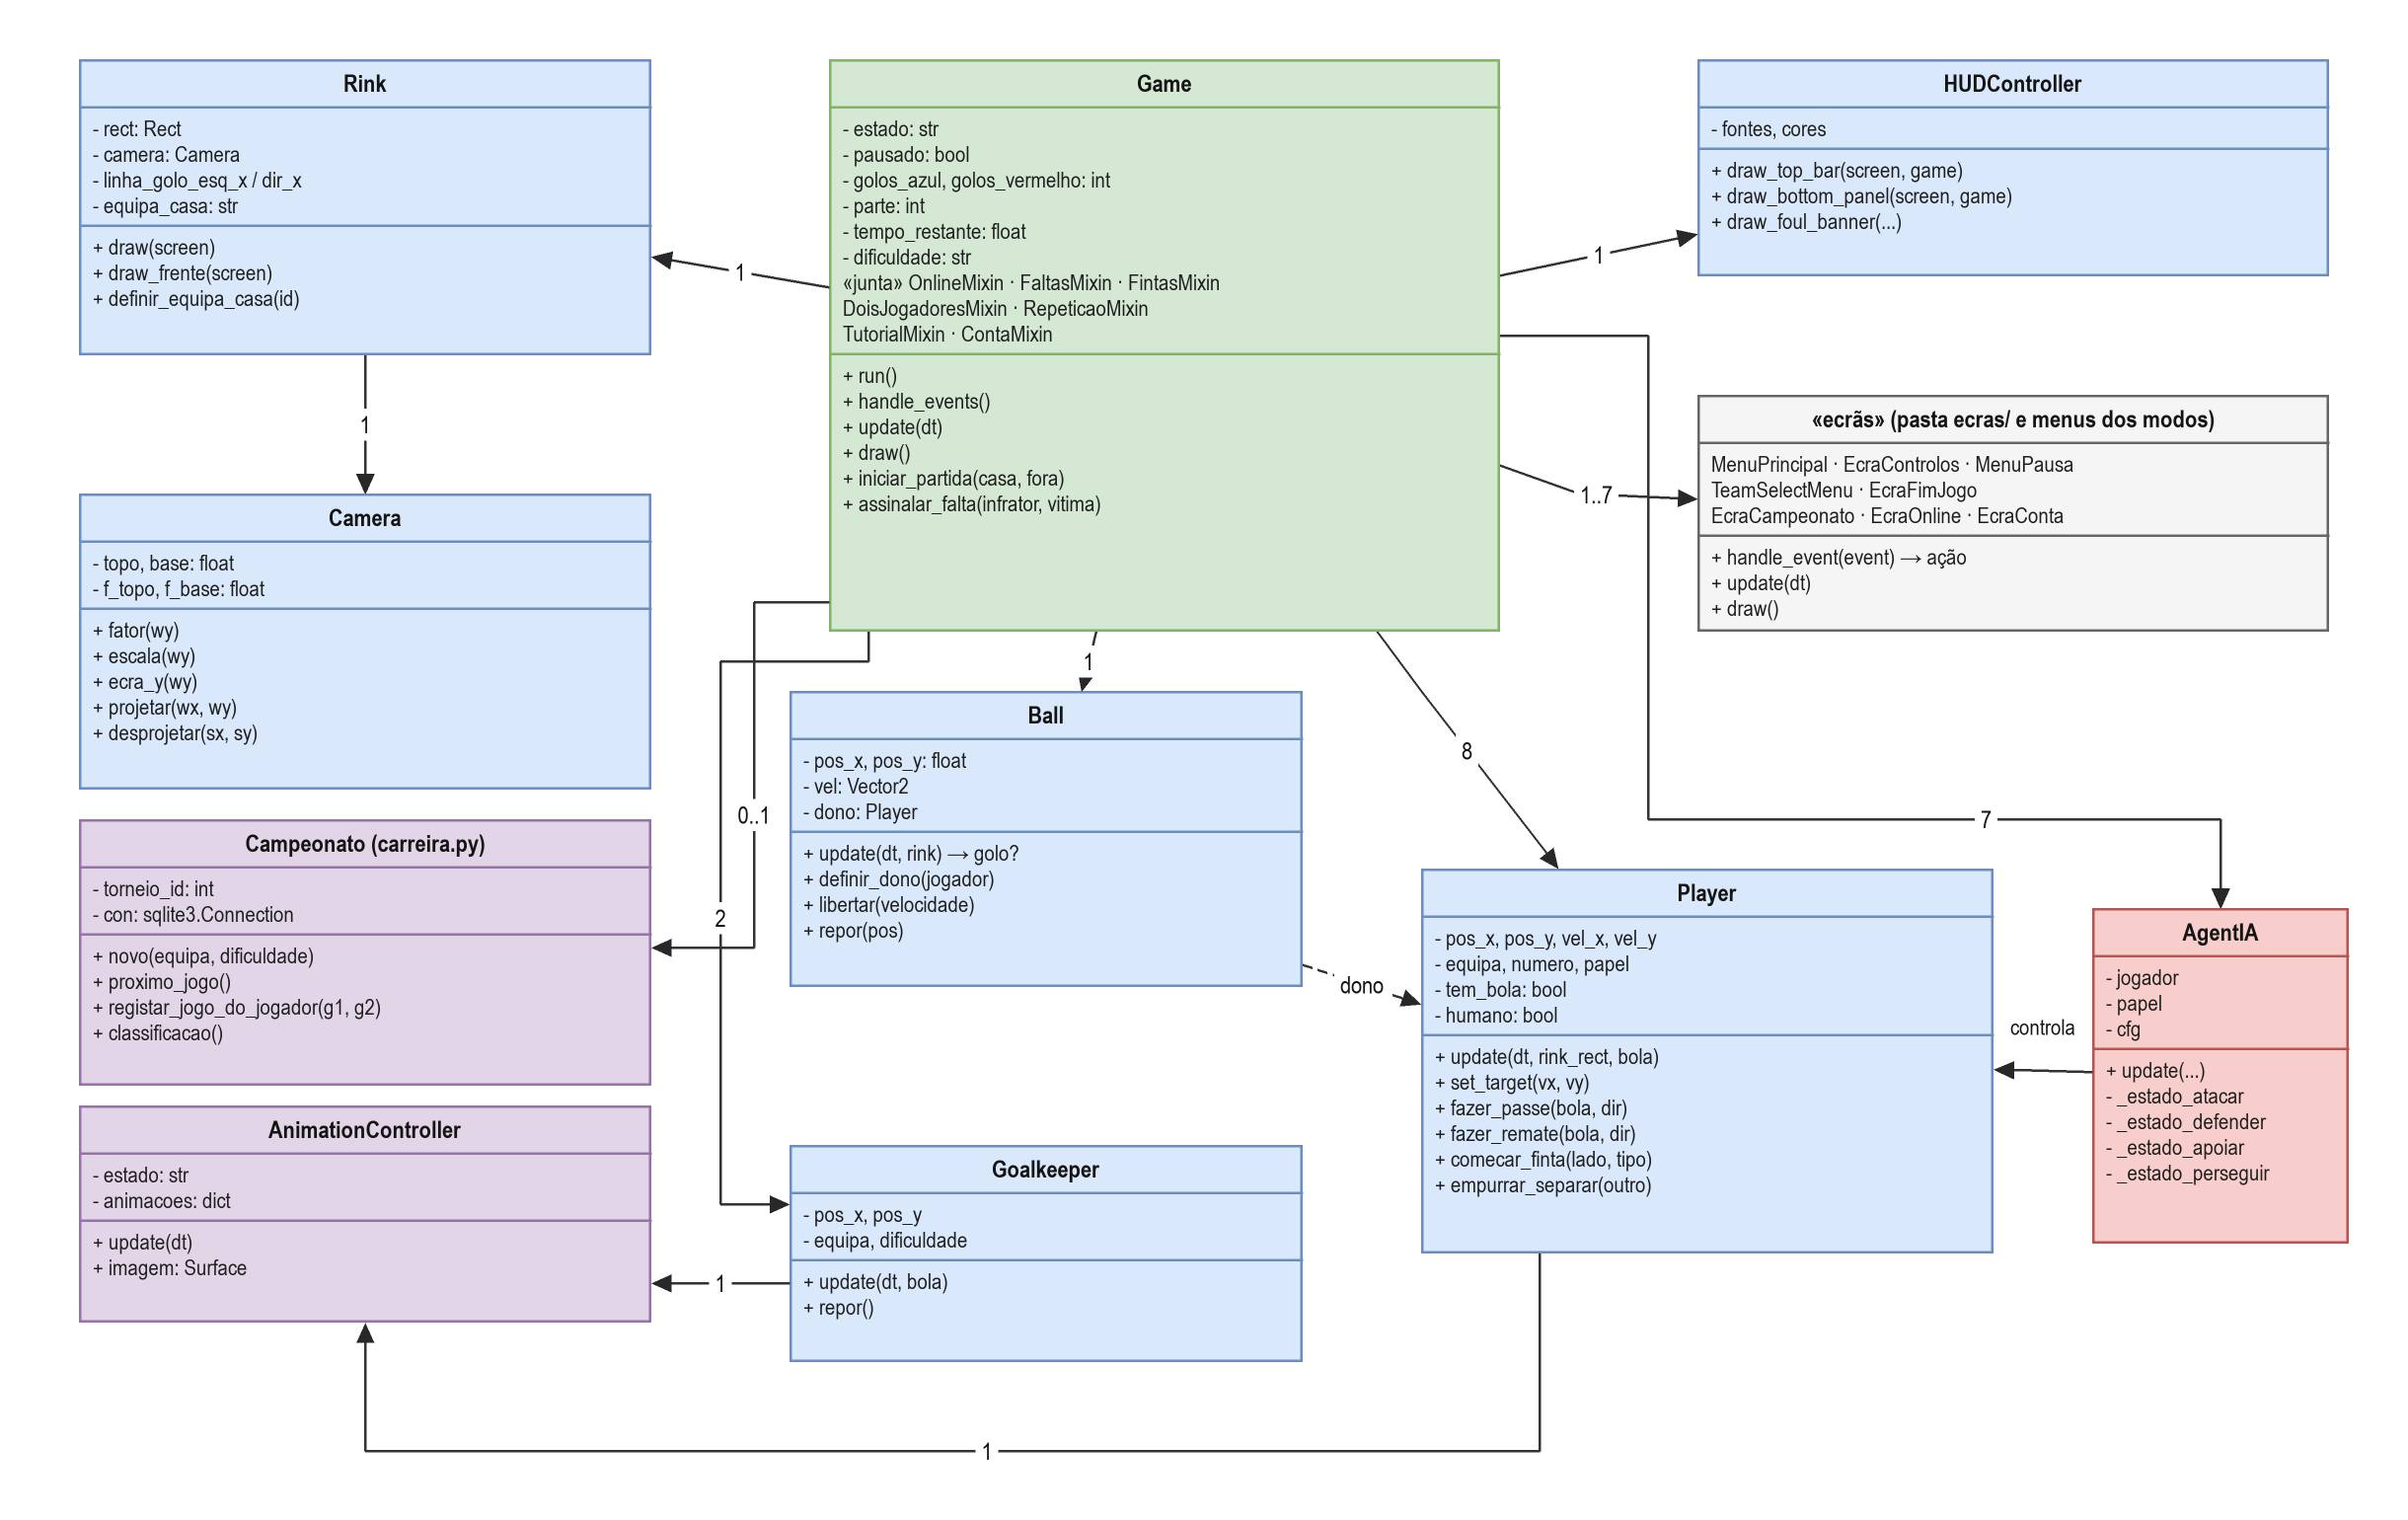 Rink
- rect: Rect
- camera: Camera
- linha_golo_esq_x / dir_x
- equipa_casa: str
+ draw(screen)
+ draw_frente(screen)
+ definir_equipa_casa(id)
Game
- estado: str
- pausado: bool
- golos_azul, golos_vermelho: int
- parte: int
- tempo_restante: float
- dificuldade: str
«junta» OnlineMixin · FaltasMixin · FintasMixin
DoisJogadoresMixin · RepeticaoMixin
TutorialMixin · ContaMixin
+ run()
+ handle_events()
+ update(dt)
+ draw()
+ iniciar_partida(casa, fora)
+ assinalar_falta(infrator, vitima)
HUDController
- fontes, cores
+ draw_top_bar(screen, game)
+ draw_bottom_panel(screen, game)
+ draw_foul_banner(...)
1
1
1
«ecrãs» (pasta ecras/ e menus dos modos)
MenuPrincipal · EcraControlos · MenuPausa
TeamSelectMenu · EcraFimJogo
EcraCampeonato · EcraOnline · EcraConta
+ handle_event(event) → ação
+ update(dt)
+ draw()
1..7
Camera
- topo, base: float
- f_topo, f_base: float
+ fator(wy)
+ escala(wy)
+ ecra_y(wy)
+ projetar(wx, wy)
+ desprojetar(sx, sy)
1
Ball
- pos_x, pos_y: float
- vel: Vector2
- dono: Player
+ update(dt, rink) → golo?
+ definir_dono(jogador)
+ libertar(velocidade)
+ repor(pos)
8
0..1
7
2
dono
Campeonato (carreira.py)
- torneio_id: int
- con: sqlite3.Connection
+ novo(equipa, dificuldade)
+ proximo_jogo()
+ registar_jogo_do_jogador(g1, g2)
+ classificacao()
Player
- pos_x, pos_y, vel_x, vel_y
- equipa, numero, papel
- tem_bola: bool
- humano: bool
+ update(dt, rink_rect, bola)
+ set_target(vx, vy)
+ fazer_passe(bola, dir)
+ fazer_remate(bola, dir)
+ comecar_finta(lado, tipo)
+ empurrar_separar(outro)
controla
AgentIA
- jogador
- papel
- cfg
+ update(...)
- _estado_atacar
- _estado_defender
- _estado_apoiar
- _estado_perseguir
AnimationController
- estado: str
- animacoes: dict
+ update(dt)
+ imagem: Surface
1
Goalkeeper
- pos_x, pos_y
- equipa, dificuldade
+ update(dt, bola)
+ repor()
1